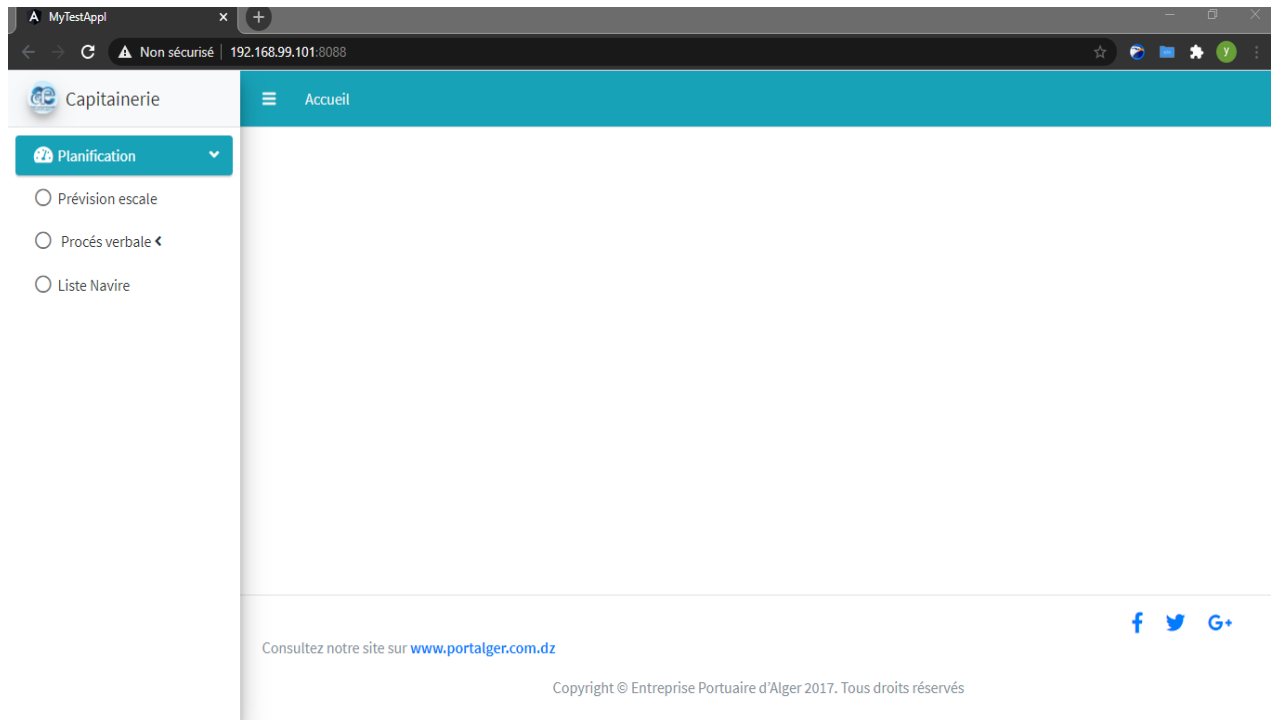 MyTestAppl
Non sécurisé | 192.168.99.101:8088
y
Capitainerie
Accueil
Planification
Prévision escale
Procés verbale
Liste Navire
Consultez notre site sur www.portalger.com.dz
Copyright © Entreprise Portuaire d'Alger 2017. Tous droits réservés